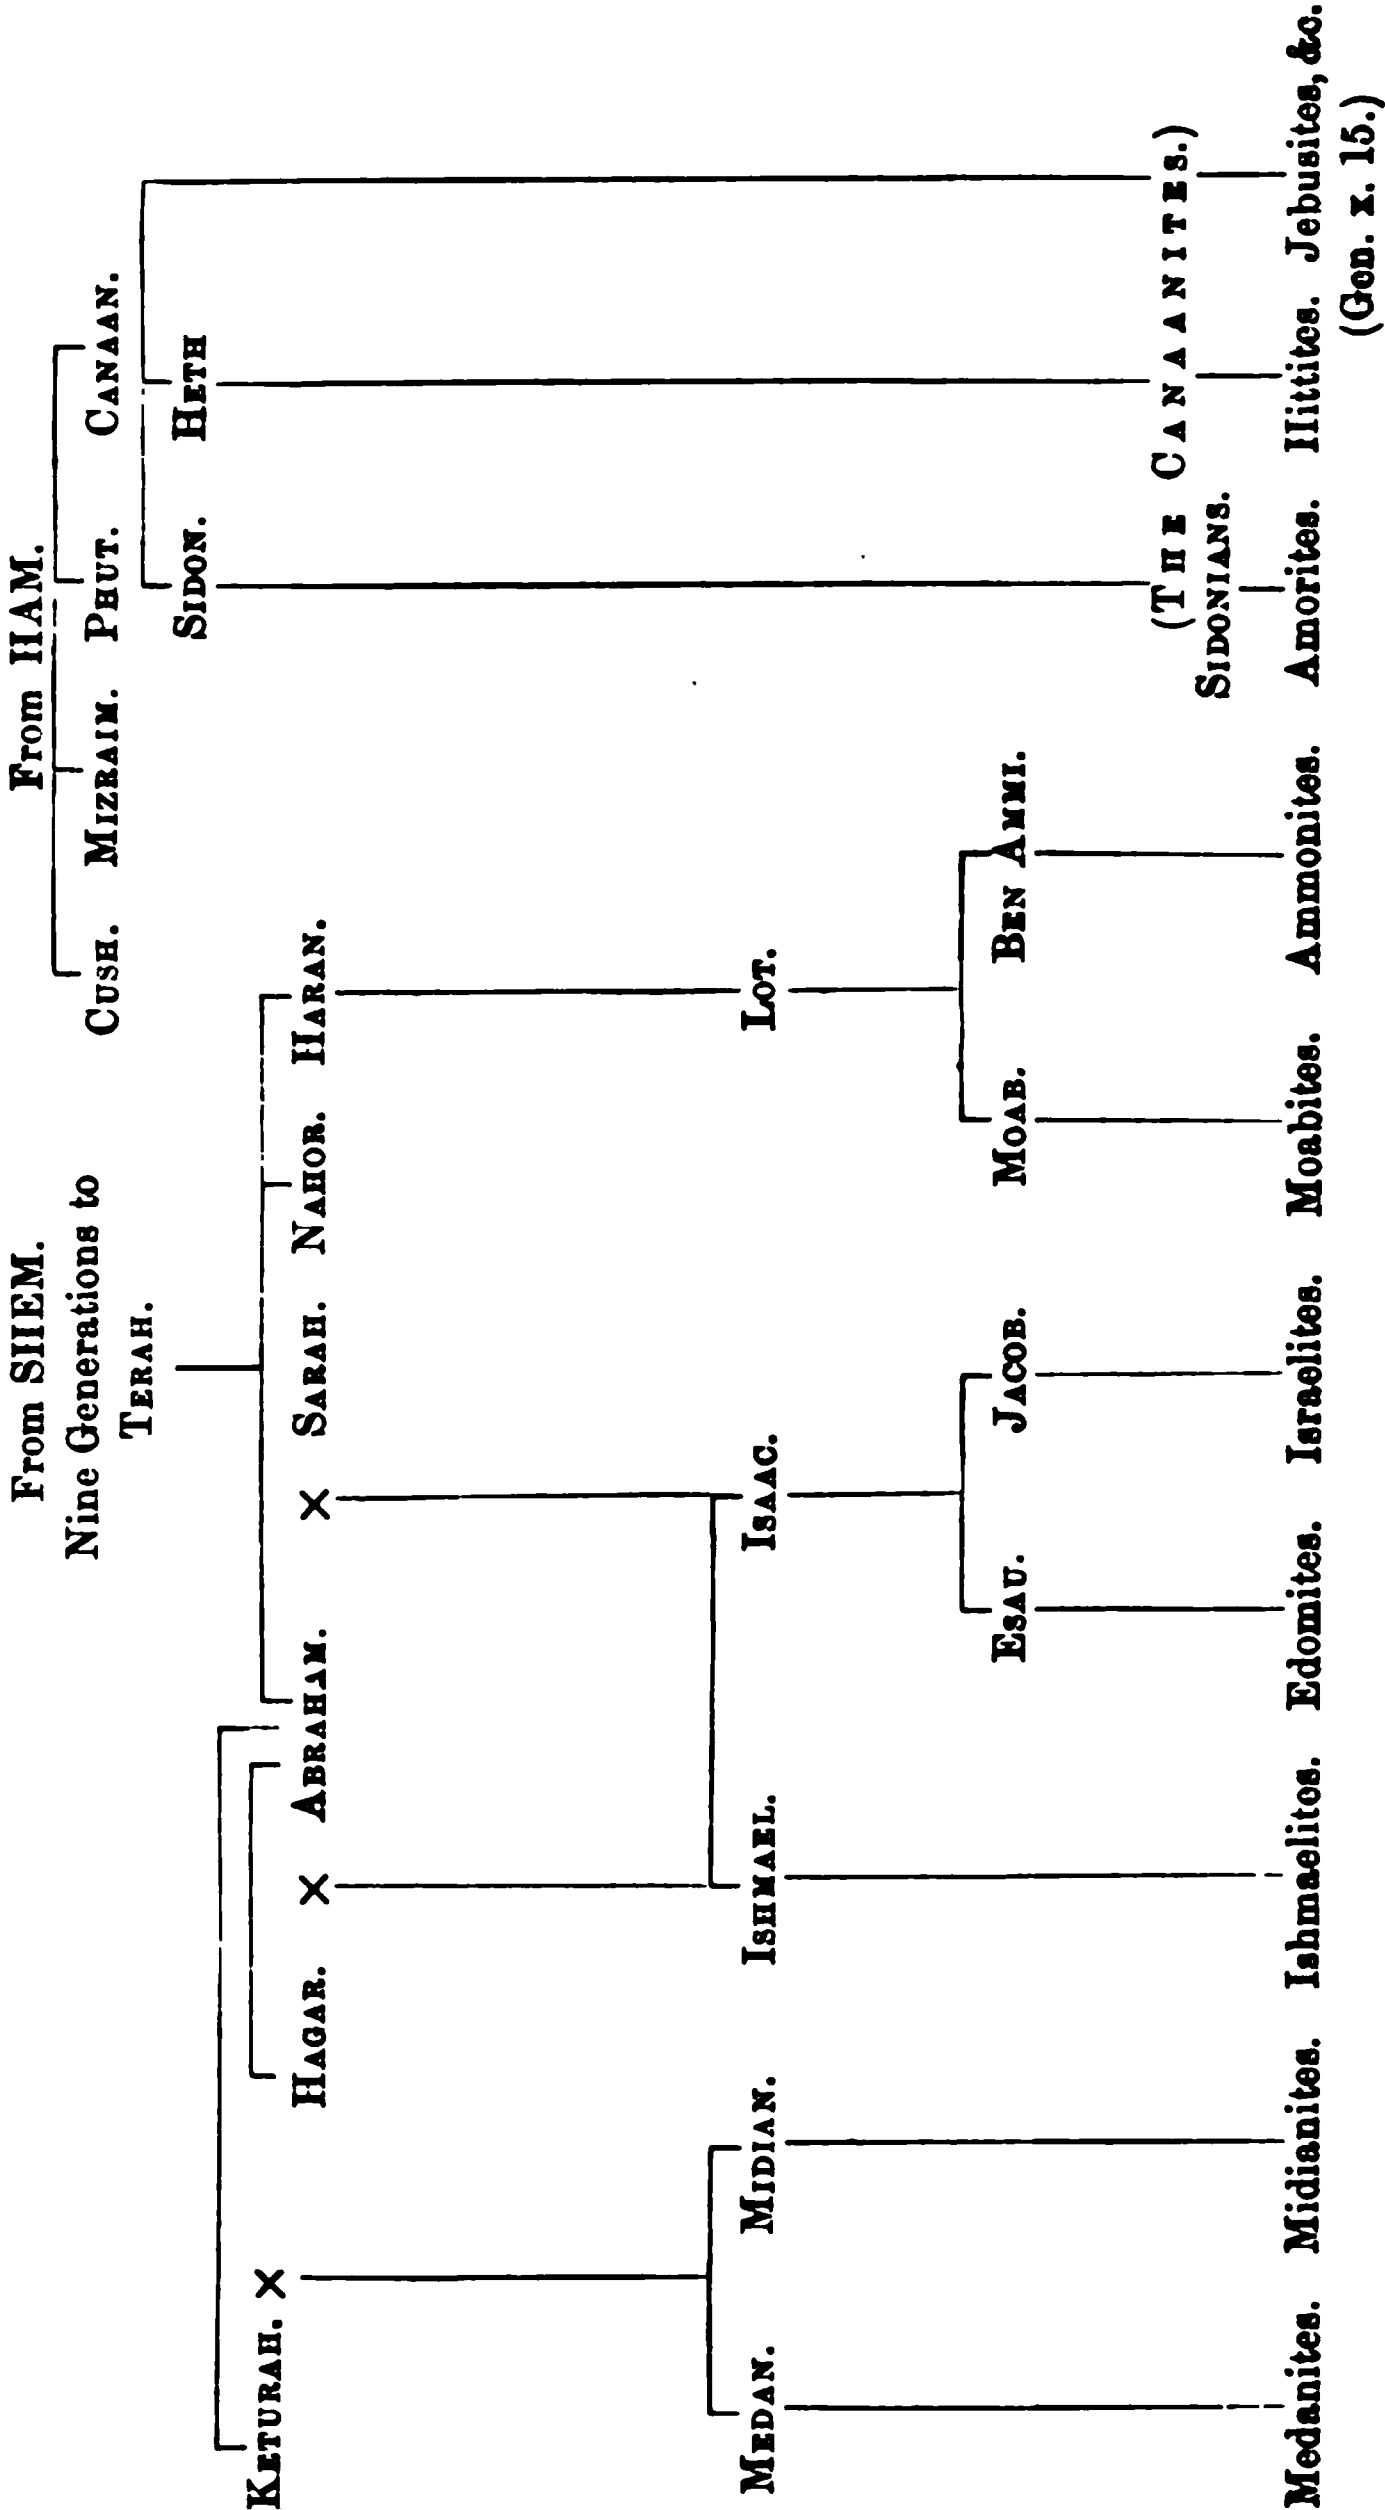 From SHEM.
Nine Generations to
TERAH.
From HAM.
CUSH. MIZRAIM. PHUT. CANAAN.
SIDON. HETH
KETURAH. × HAGAR. × ABRAHAM. × SARAH. NAHOR. HARAN.
MEDAN. MIDIAN. ISHMAEL. ISAAC. LOT.
ESAU. JACOB. MOAB. BEN AMMI.
(THE CANAANITES.)
SIDONIANS.
Medanites. Midianites. Ishmaelites. Edomites. Israelites. Moabites. Ammonites. Amorites. Hittites. Jebusites, &c.
(Gen. x. 15.)